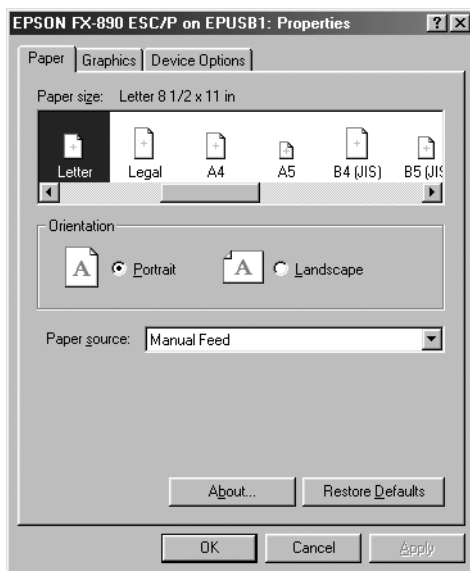 EPSON FX-890 ESC/P on EPUSB1: Properties
Paper Graphics Device Options
Paper size: Letter 8 1/2 x 11 in
Letter Legal A4 A5 B4 (JIS) B5 (JIS
Orientation
A Portrait A Landscape
Paper source: Manual Feed
About... Restore Defaults
OK Cancel Apply